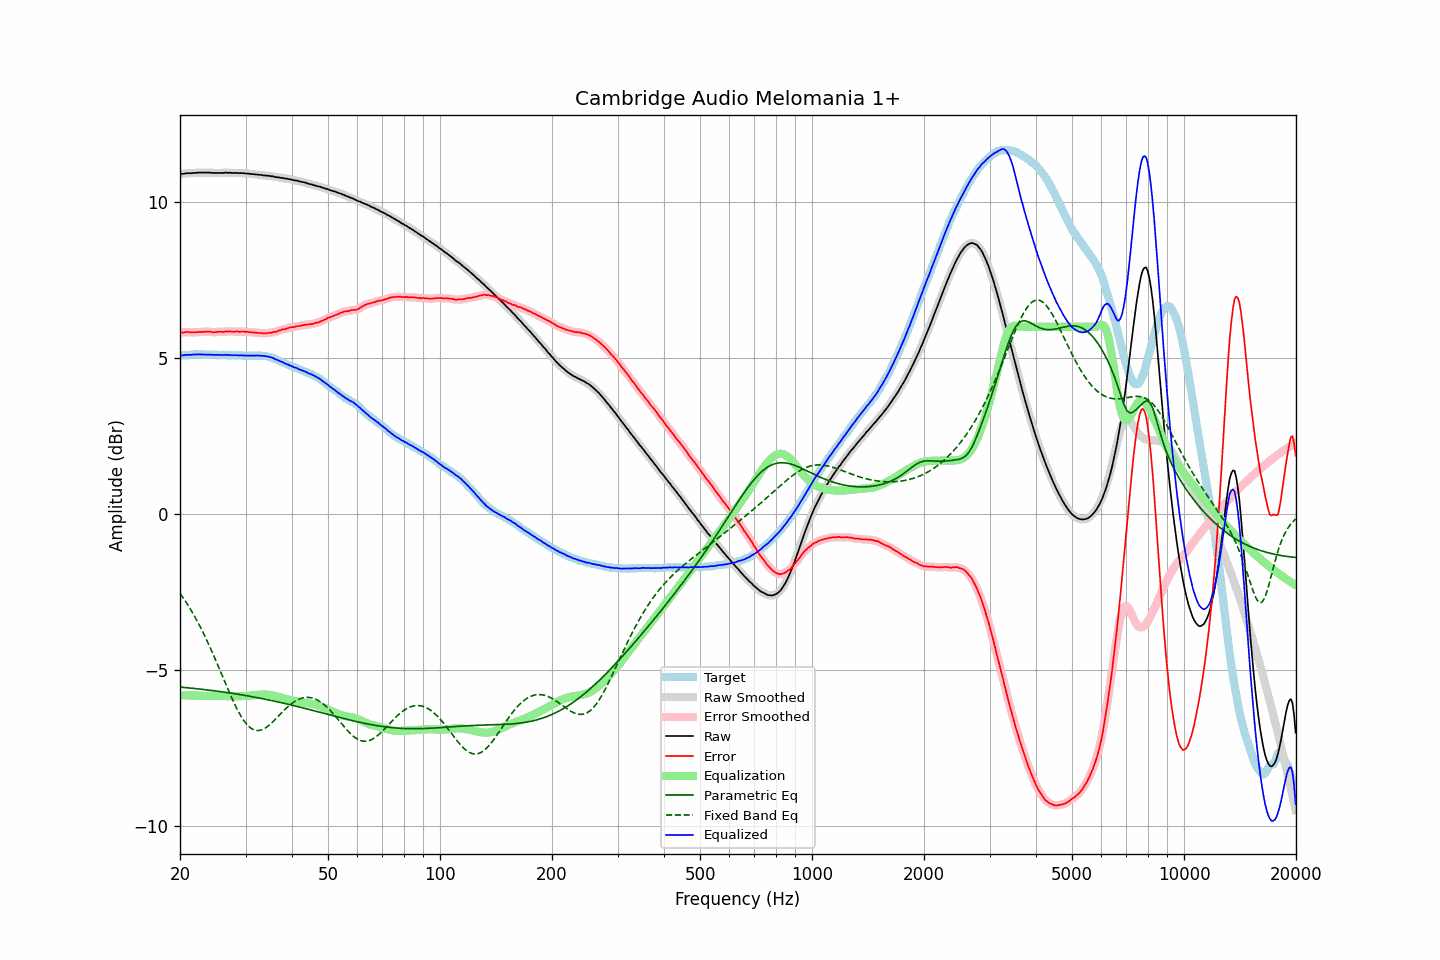 Cambridge Audio Melomania 1+
Amplitude (dBr)
10
5
0
−5
−10
Target
Raw Smoothed
Error Smoothed
Raw
Error
Equalization
Parametric Eq
Fixed Band Eq
Equalized
20 50 100 200 500 1000 2000 5000 10000 20000
Frequency (Hz)